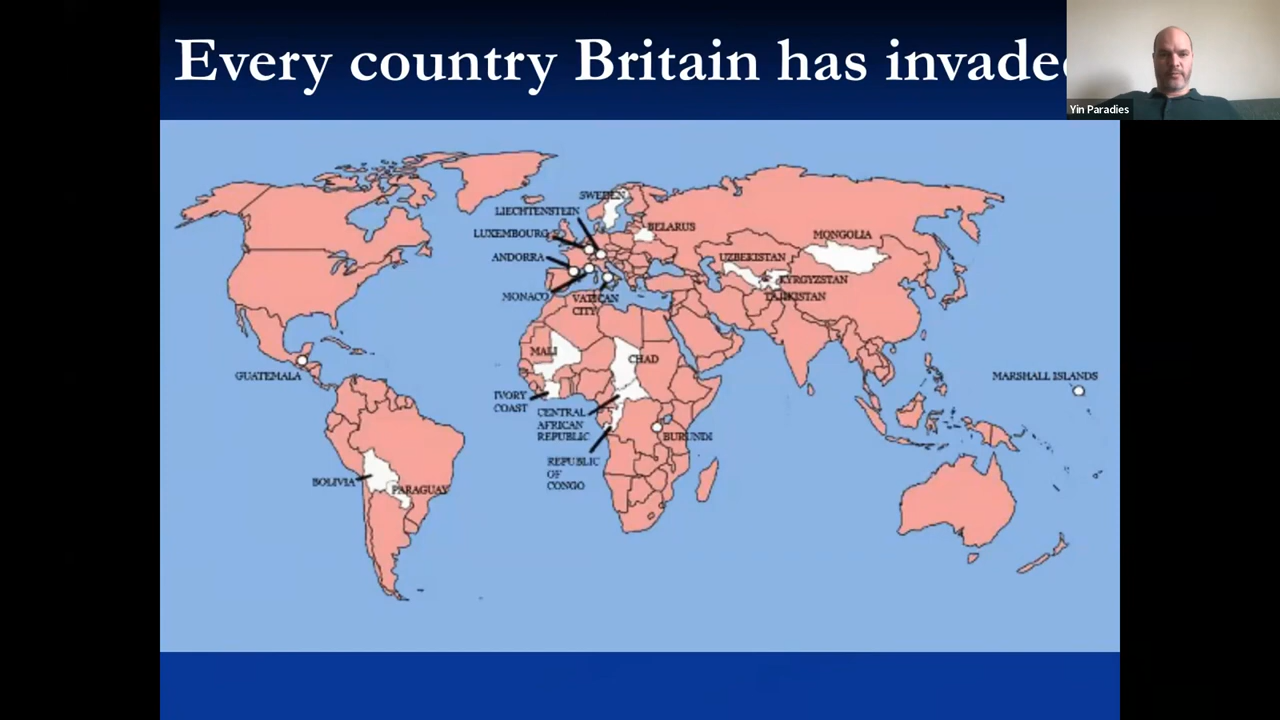 Every country Britain has invade
Yin Paradies
SWEDEN
LIECHTENSTEIN
LUXEMBOURG
BELARUS
ANDORRA
MONGOLIA
UZBEKISTAN
KYRGYZSTAN
TAJIKISTAN
MONACO
VATICAN
CITY
MALI
CHAD
GUATEMALA
MARSHALL ISLANDS
IVORY
COAST
CENTRAL
AFRICAN
REPUBLIC
BURUNDI
REPUBLIC
OF
CONGO
BOLIVIA
PARAGUAY